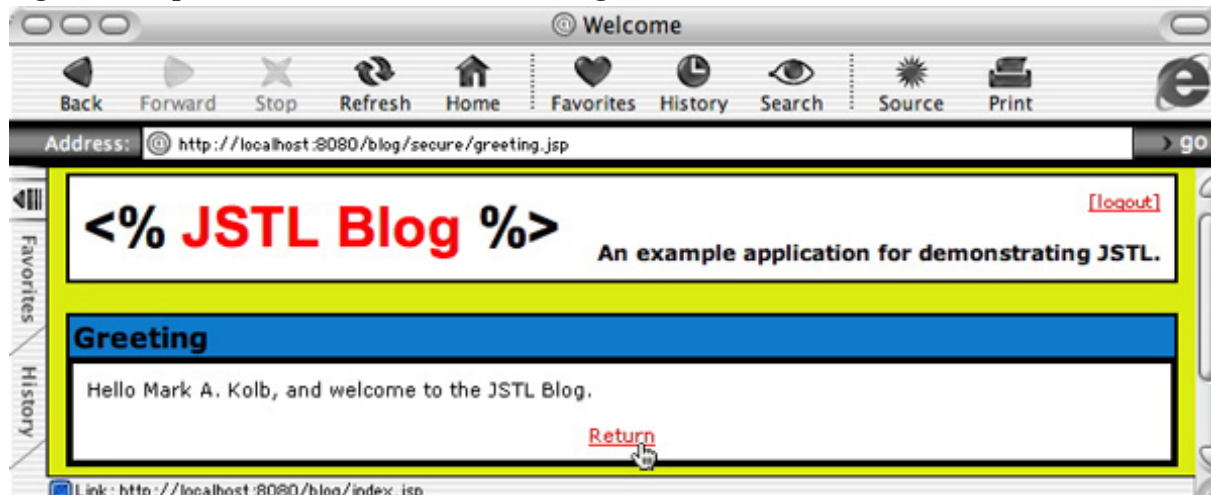 Welcome
Back Forward Stop Refresh Home Favorites History Search Source Print
Address: http://localhost:8080/blog/secure/greeting.jsp go
[logout]
<% JSTL Blog %>
An example application for demonstrating JSTL.
Favorites
Greeting
History
Hello Mark A. Kolb, and welcome to the JSTL Blog.
Return
Link: http://localhost:8080/blog/index.jsp